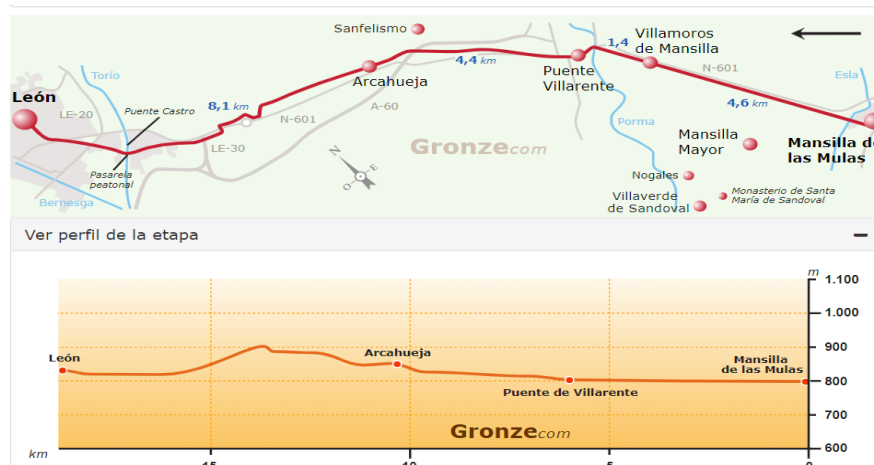 Sanfelismo
Villamoros
de Mansilla
1,4
4,4 km
Torío
Arcahueja
Puente
Villarente
N-601
Esla
León
LE-20
Puente Castro
8,1 km
A-60
4,6 km
N-601
Porma
LE-30
Gronze.com
Mansilla
Mayor
Mansilla de
las Mulas
N
E
O
S
Pasarela
peatonal
Nogales
Bernesga
Villaverde
de Sandoval
Monasterio de Santa
María de Sandoval
Ver perfil de la etapa
m
1.100
1.000
900
800
700
600
León
Arcahueja
Mansilla
de las Mulas
Puente de Villarente
Gronze.com
km
15
10
5
0